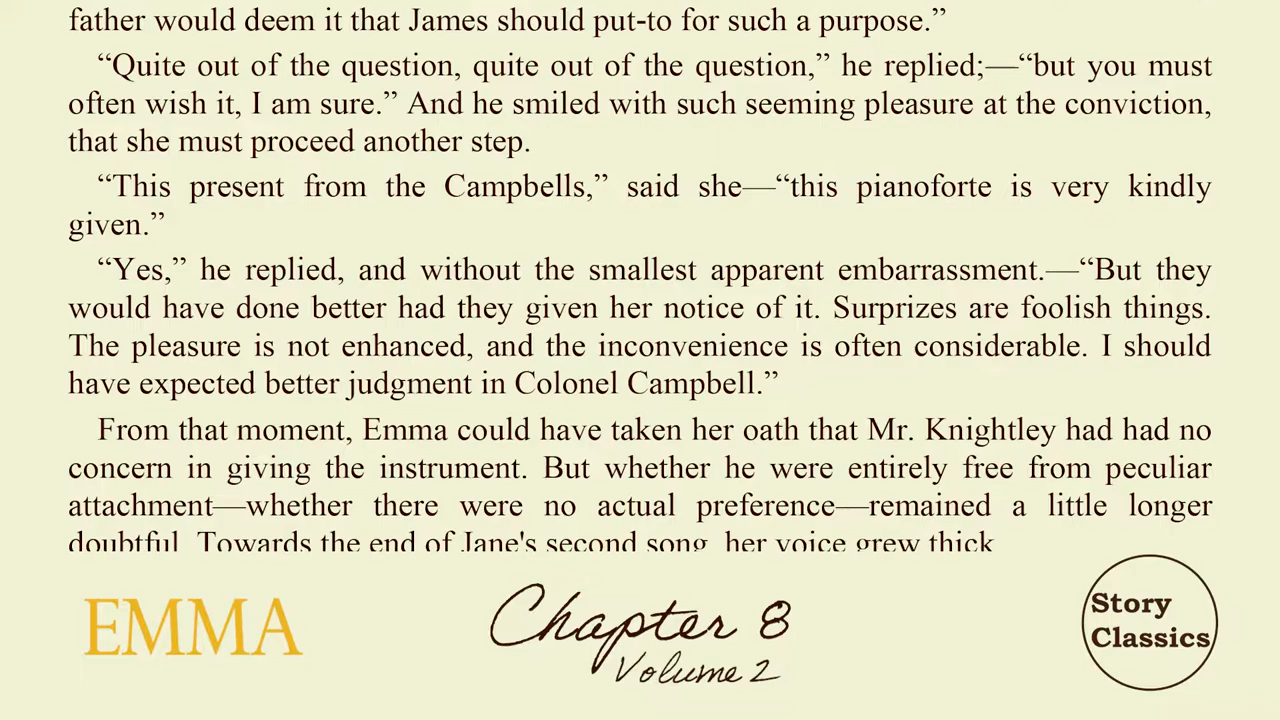 father would deem it that James should put-to for such a purpose.”
“Quite out of the question, quite out of the question,” he replied;—“but you must
often wish it, I am sure.” And he smiled with such seeming pleasure at the conviction,
that she must proceed another step.
“This present from the Campbells,” said she—“this pianoforte is very kindly
given.”
“Yes,” he replied, and without the smallest apparent embarrassment.—“But they
would have done better had they given her notice of it. Surprizes are foolish things.
The pleasure is not enhanced, and the inconvenience is often considerable. I should
have expected better judgment in Colonel Campbell.”
From that moment, Emma could have taken her oath that Mr. Knightley had had no
concern in giving the instrument. But whether he were entirely free from peculiar
attachment—whether there were no actual preference—remained a little longer
doubtful. Towards the end of Jane's second song, her voice grew thick
EMMA
Chapter 8
Volume 2
Story
Classics